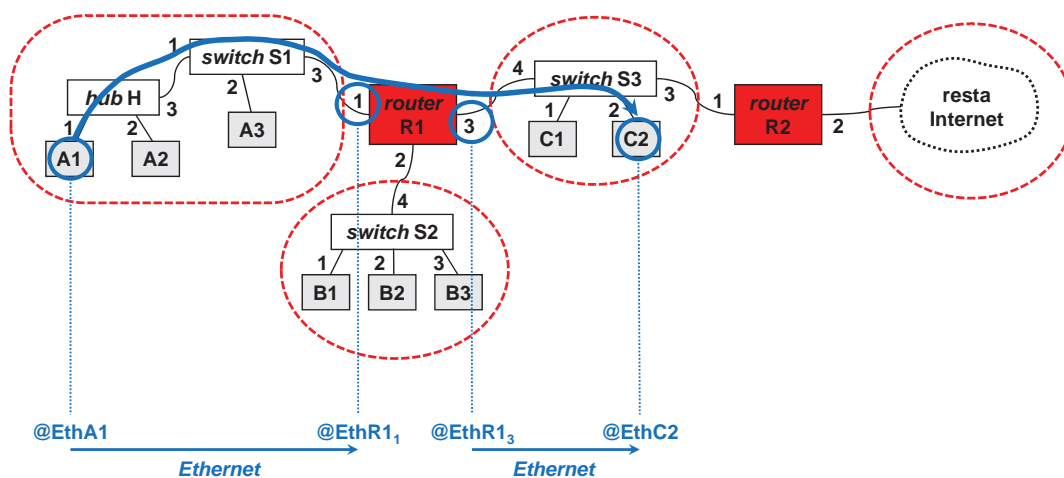 1
switch S1
3
4
switch S3
hub H
3
2
1
router
R1
3
1
2
3
1
router
R2
2
resta
Internet
1
2
A3
A1
A2
C1
C2
2
4
switch S2
1
2
3
B1
B2
B3
@EthA1
@EthR1₁
@EthR1₃
@EthC2
Ethernet
Ethernet